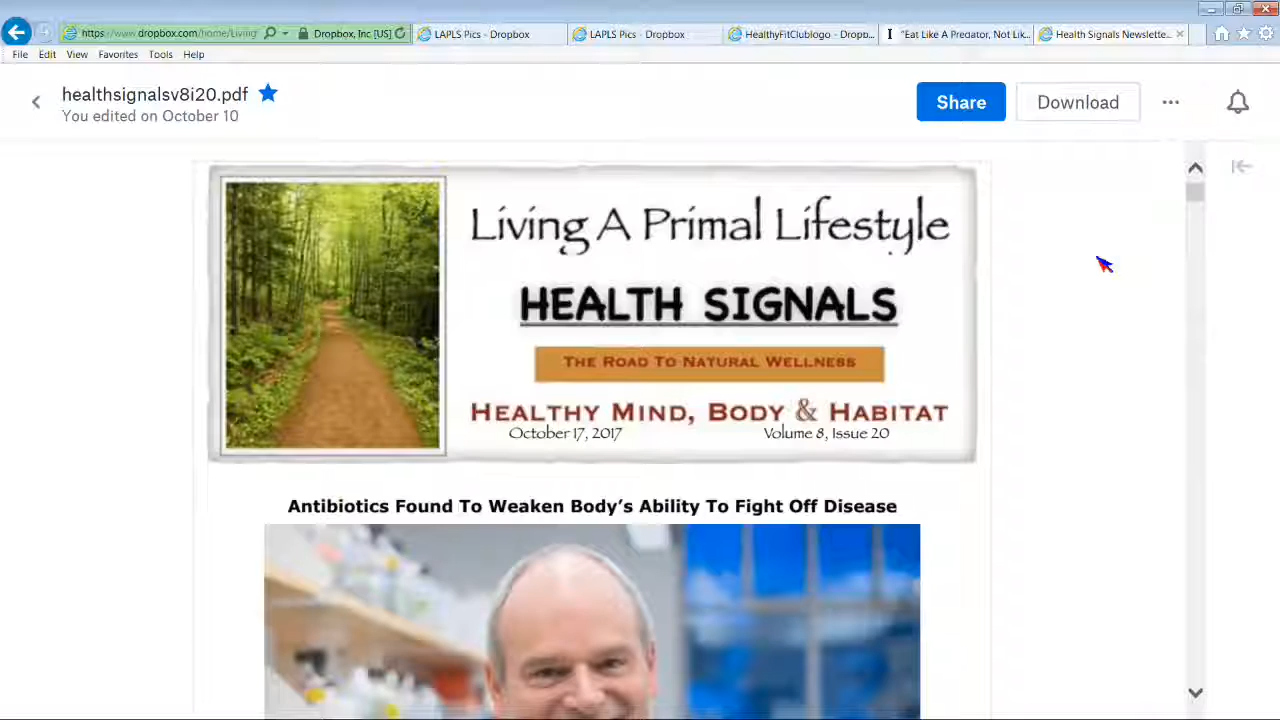 https://www.dropbox.com/home/Living
Dropbox, Inc [US]
LAPLS Pics - Dropbox
LAPLS Pics - Dropbox
HealthyFitClublogo - Dropb...
"Eat Like A Predator, Not Lik...
Health Signals Newslette...
File Edit View Favorites Tools Help
healthsignalsv8i20.pdf
You edited on October 10
Share
Download
Living A Primal Lifestyle
HEALTH SIGNALS
THE ROAD TO NATURAL WELLNESS
HEALTHY MIND, BODY & HABITAT
October 17, 2017
Volume 8, Issue 20
Antibiotics Found To Weaken Body's Ability To Fight Off Disease